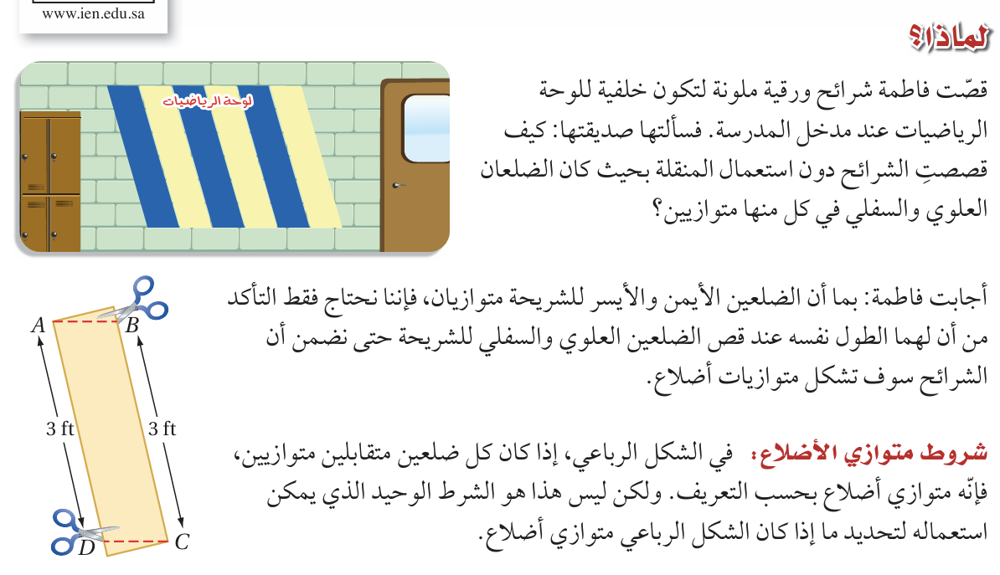 www.ien.edu.sa
لماذا؟
قصّت فاطمة شرائح ورقية ملونة لتكون خلفية للوحة
الرياضيات عند مدخل المدرسة. فسألتها صديقتها: كيف
قصصتِ الشرائح دون استعمال المنقلة بحيث كان الضلعان
العلوي والسفلي في كل منها متوازيين؟
لوحة الرياضيات
أجابت فاطمة: بما أن الضلعين الأيمن والأيسر للشريحة متوازيان، فإننا نحتاج فقط التأكد
من أن لهما الطول نفسه عند قص الضلعين العلوي والسفلي للشريحة حتى نضمن أن
الشرائح سوف تشكل متوازيات أضلاع.
A
B
3 ft
3 ft
D
C
شروط متوازي الأضلاع: في الشكل الرباعي، إذا كان كل ضلعين متقابلين متوازيين،
فإنّه متوازي أضلاع بحسب التعريف. ولكن ليس هذا هو الشرط الوحيد الذي يمكن
استعماله لتحديد ما إذا كان الشكل الرباعي متوازي أضلاع.